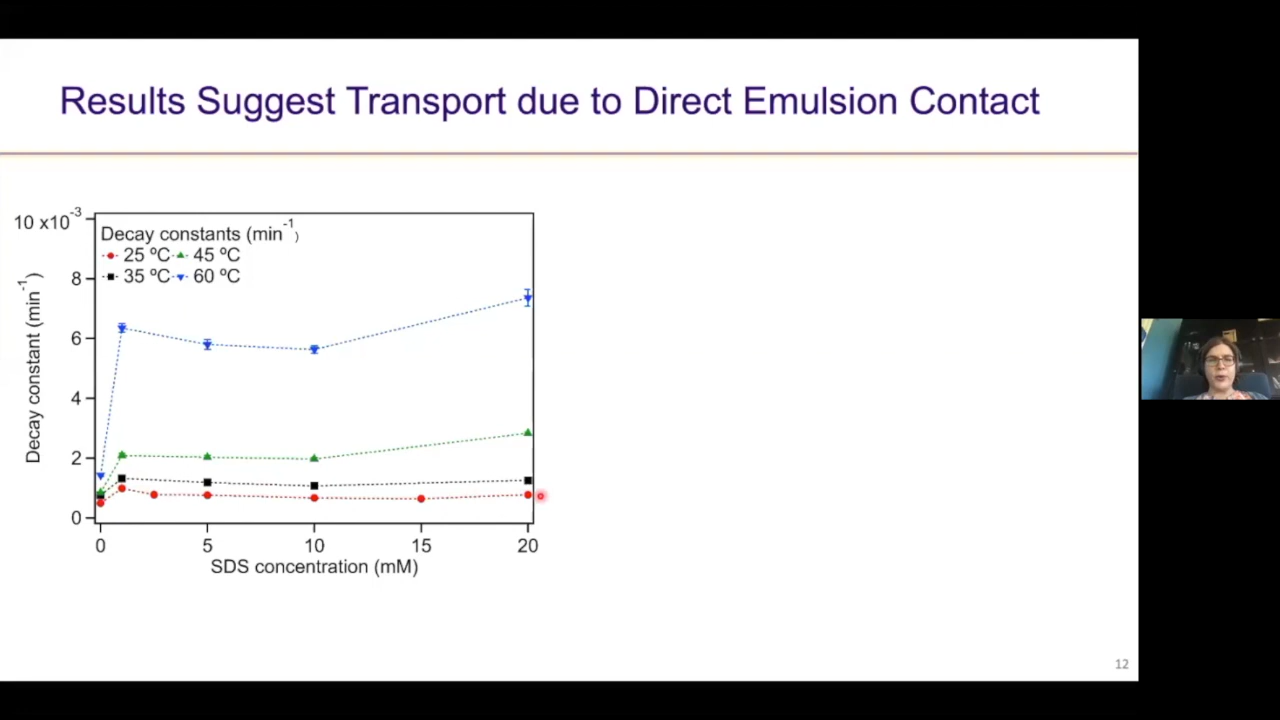 Results Suggest Transport due to Direct Emulsion Contact
10 x10-3
Decay constants (min-1)
25 ºC 45 ºC
35 ºC 60 ºC
8
6
4
2
0
Decay constant (min-1)
0 5 10 15 20
SDS concentration (mM)
12